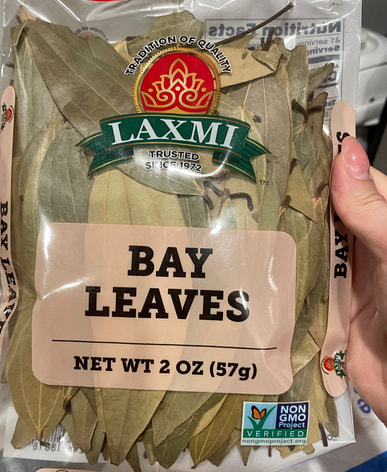 Nutrition Facts
TRADITION OF QUALITY
LAXMI
TRUSTED
SINCE 1972
BAY
LEAVES
NET WT 2 OZ (57g)
BAY
NON
GMO
Project
VERIFIED
nongmoproject.org